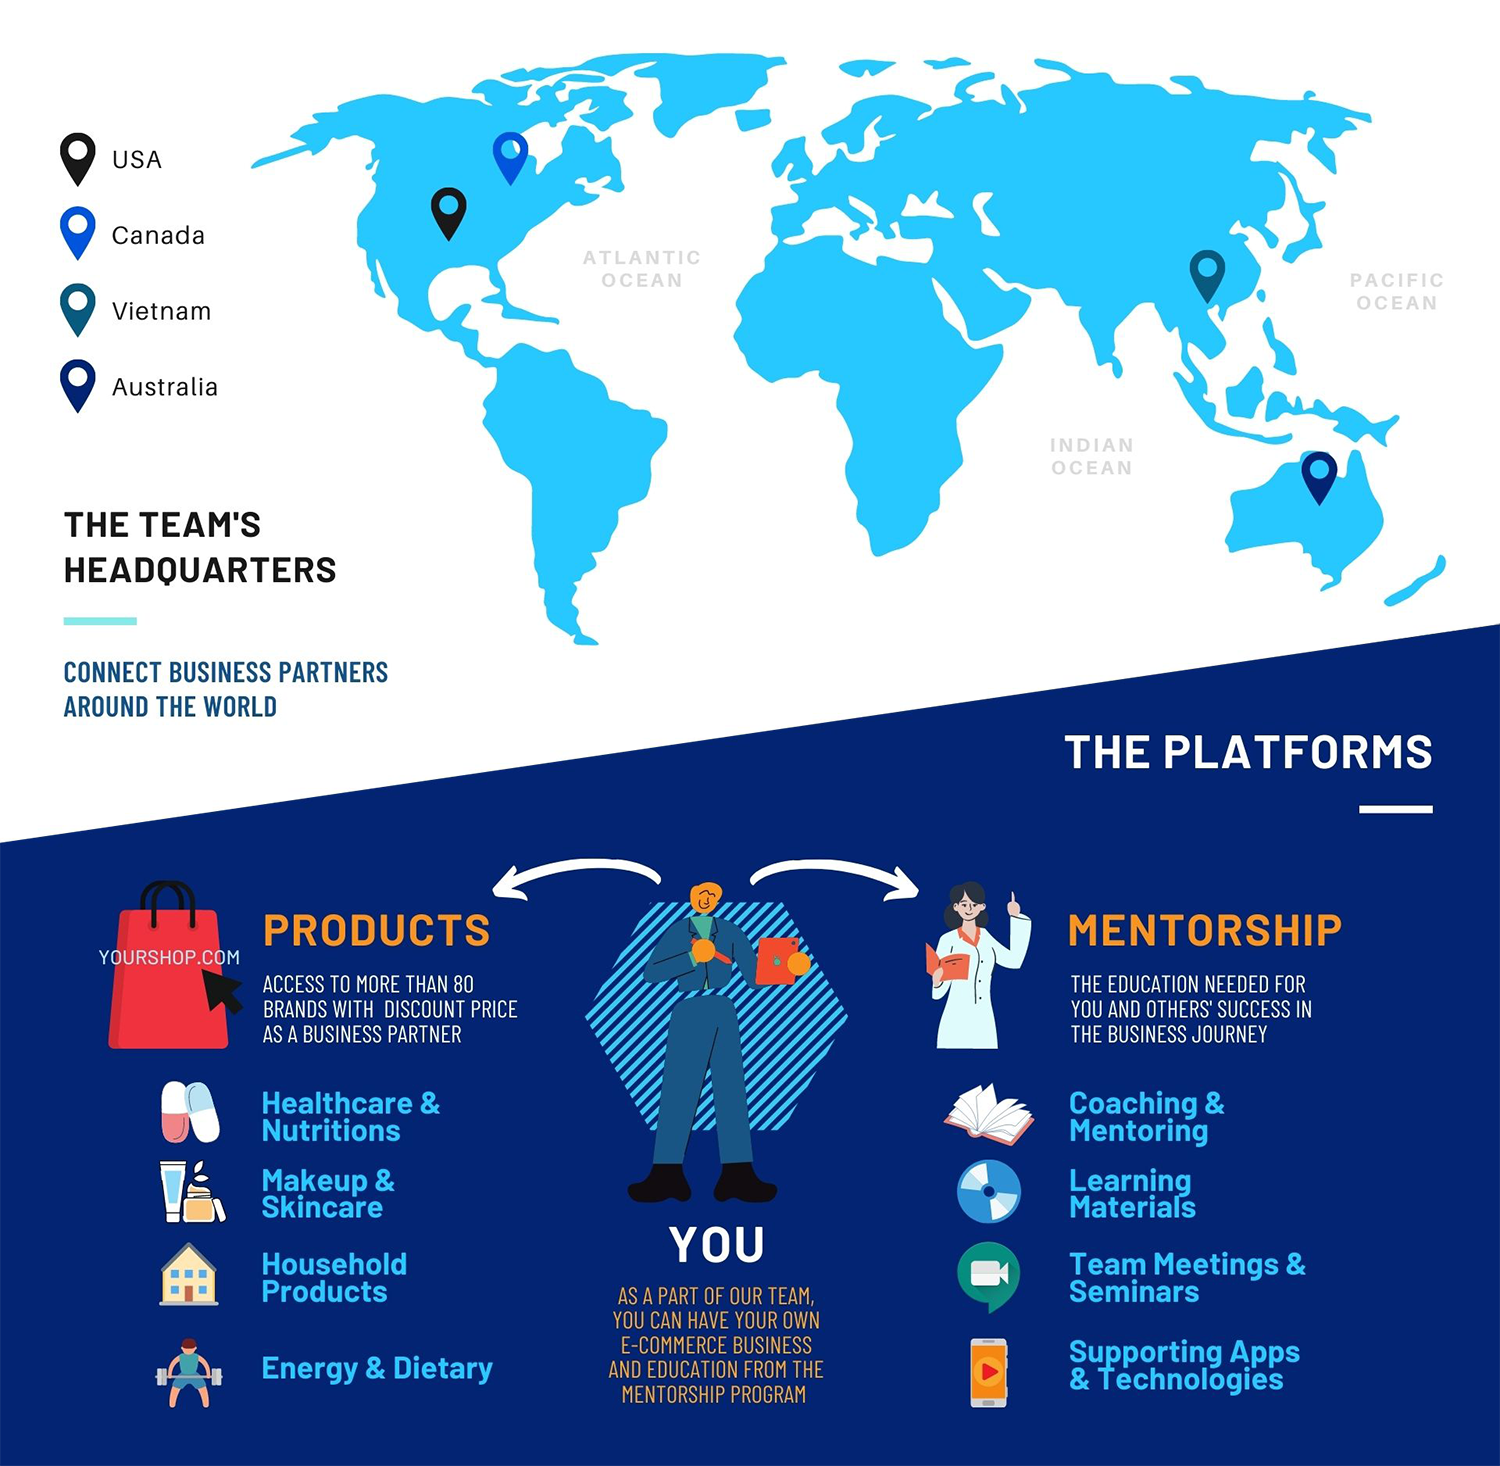 USA
Canada
Vietnam
Australia
ATLANTIC
OCEAN
PACIFIC
OCEAN
INDIAN
OCEAN
THE TEAM'S
HEADQUARTERS
CONNECT BUSINESS PARTNERS
AROUND THE WORLD
THE PLATFORMS
YOURSHOP.COM
PRODUCTS
ACCESS TO MORE THAN 80
BRANDS WITH DISCOUNT PRICE
AS A BUSINESS PARTNER
Healthcare &
Nutritions
Makeup &
Skincare
Household
Products
Energy & Dietary
YOU
AS A PART OF OUR TEAM,
YOU CAN HAVE YOUR OWN
E-COMMERCE BUSINESS
AND EDUCATION FROM THE
MENTORSHIP PROGRAM
MENTORSHIP
THE EDUCATION NEEDED FOR
YOU AND OTHERS' SUCCESS IN
THE BUSINESS JOURNEY
Coaching &
Mentoring
Learning
Materials
Team Meetings &
Seminars
Supporting Apps
& Technologies